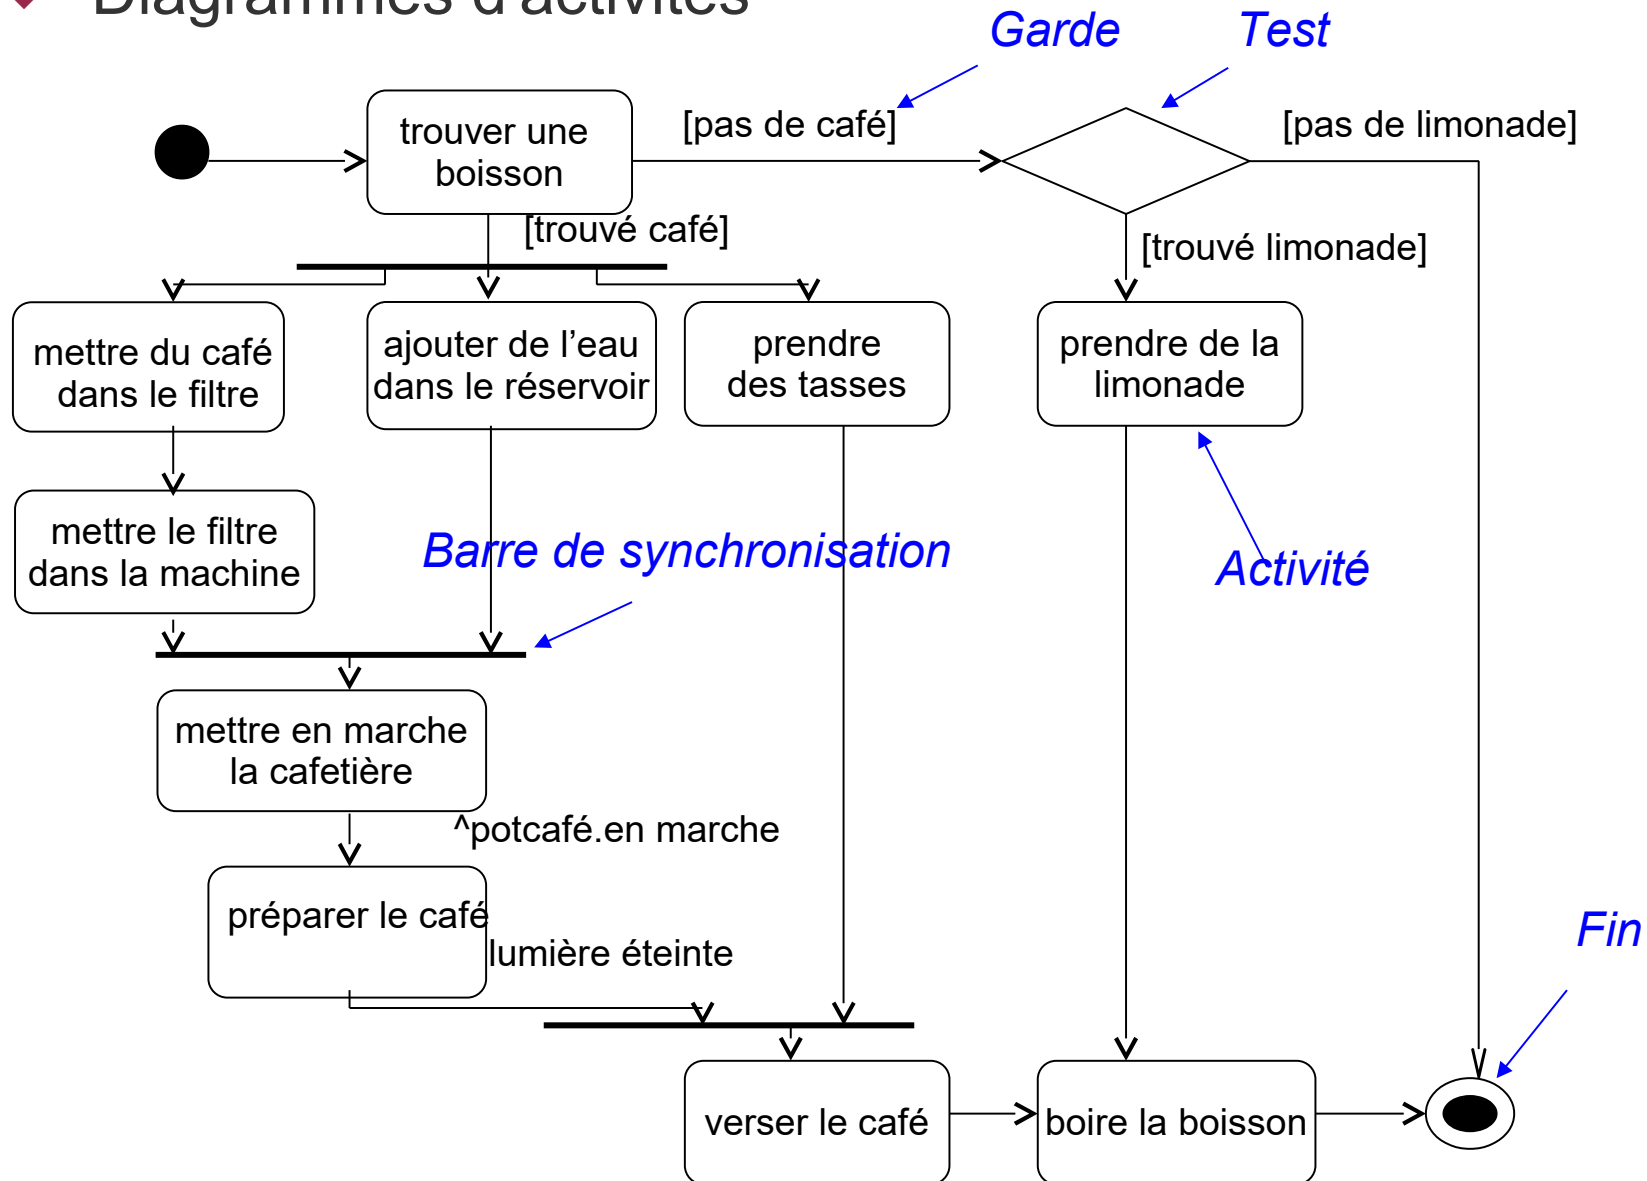 Diagrammes d'activités
Garde
Test
trouver une
boisson
[pas de café]
[pas de limonade]
[trouvé café]
[trouvé limonade]
mettre du café
dans le filtre
ajouter de l’eau
dans le réservoir
prendre
des tasses
prendre de la
limonade
mettre le filtre
dans la machine
Barre de synchronisation
Activité
mettre en marche
la cafetière
^potcafé.en marche
préparer le café
lumière éteinte
Fin
verser le café
boire la boisson